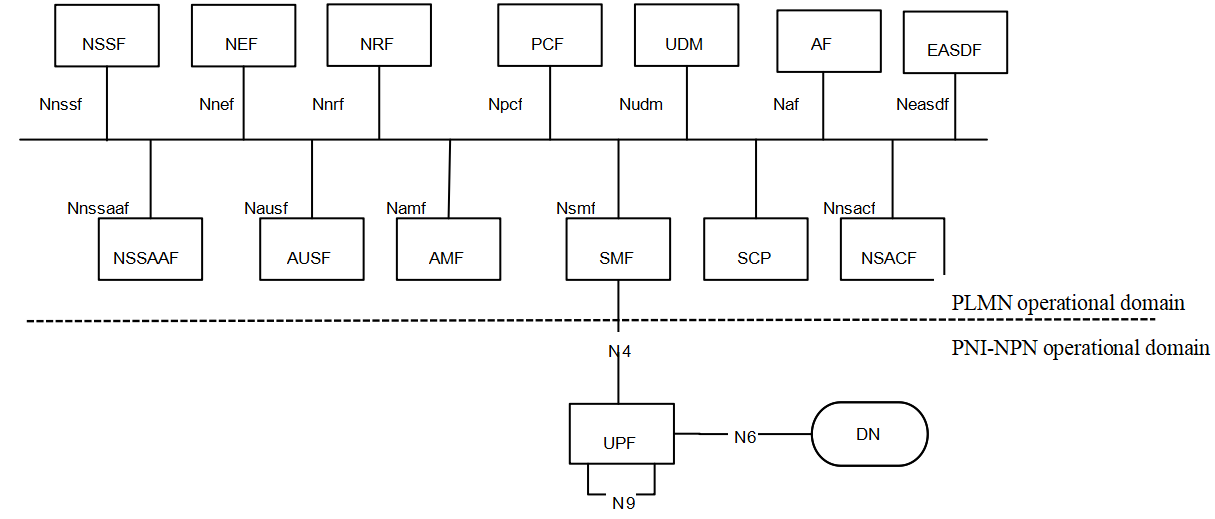 NSSF NEF NRF PCF UDM AF EASDF
Nnssf Nnef Nnrf Npcf Nudm Naf Neasdf
Nnssaaf Nausf Namf Nsmf Nnsacf
NSSAAF AUSF AMF SMF SCP NSACF
PLMN operational domain
PNI-NPN operational domain
N4
UPF N6 DN
N9